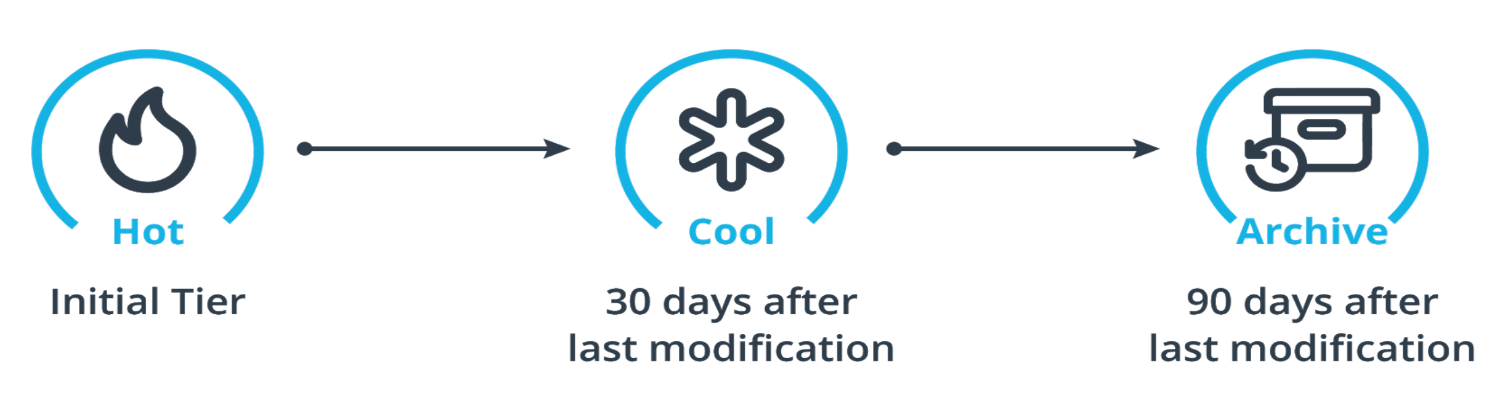 Hot
Initial Tier
Cool
30 days after
last modification
Archive
90 days after
last modification